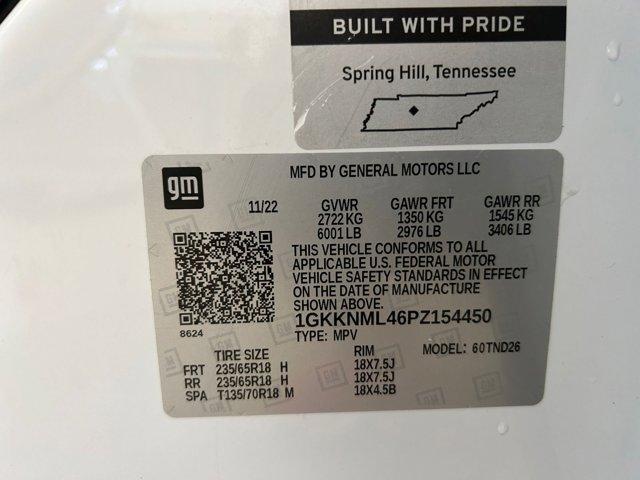 BUILT WITH PRIDE
Spring Hill, Tennessee
gm
MFD BY GENERAL MOTORS LLC
11/22 GVWR GAWR FRT GAWR RR
2722 KG 1350 KG 1545 KG
6001 LB 2976 LB 3406 LB
THIS VEHICLE CONFORMS TO ALL
APPLICABLE U.S. FEDERAL MOTOR
VEHICLE SAFETY STANDARDS IN EFFECT
ON THE DATE OF MANUFACTURE
SHOWN ABOVE.
1GKKNML46PZ154450
8624
TYPE: MPV
TIRE SIZE RIM MODEL: 60TND26
FRT 235/65R18 H 18X7.5J
RR 235/65R18 H 18X7.5J
SPA T135/70R18 M 18X4.5B